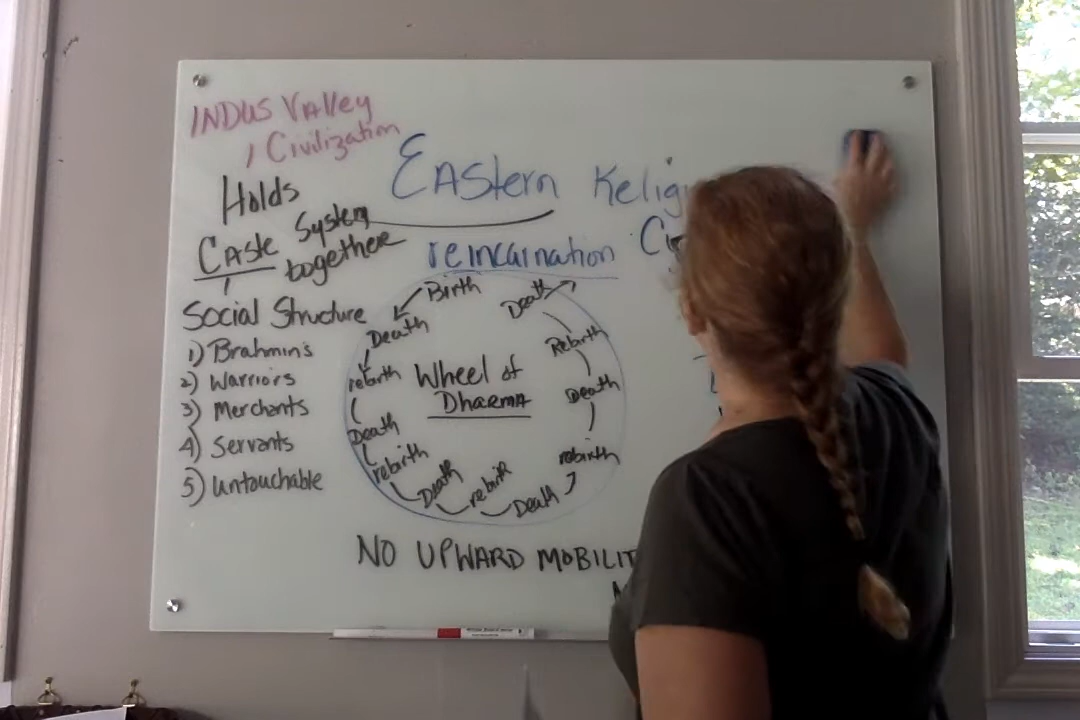 INDUS Valley
Civilization
Eastern Relig
Holds
Caste System
together
reincarnation
Social Structure
1) Brahmin's
2) Warriors
3) Merchants
4) Servants
5) Untouchable
Birth
Death
rebirth
Death
rebirth
Death
rebirth
Death
rebirth
Death
Rebirth
Death
Wheel of
Dharma
NO UPWARD MOBILIT